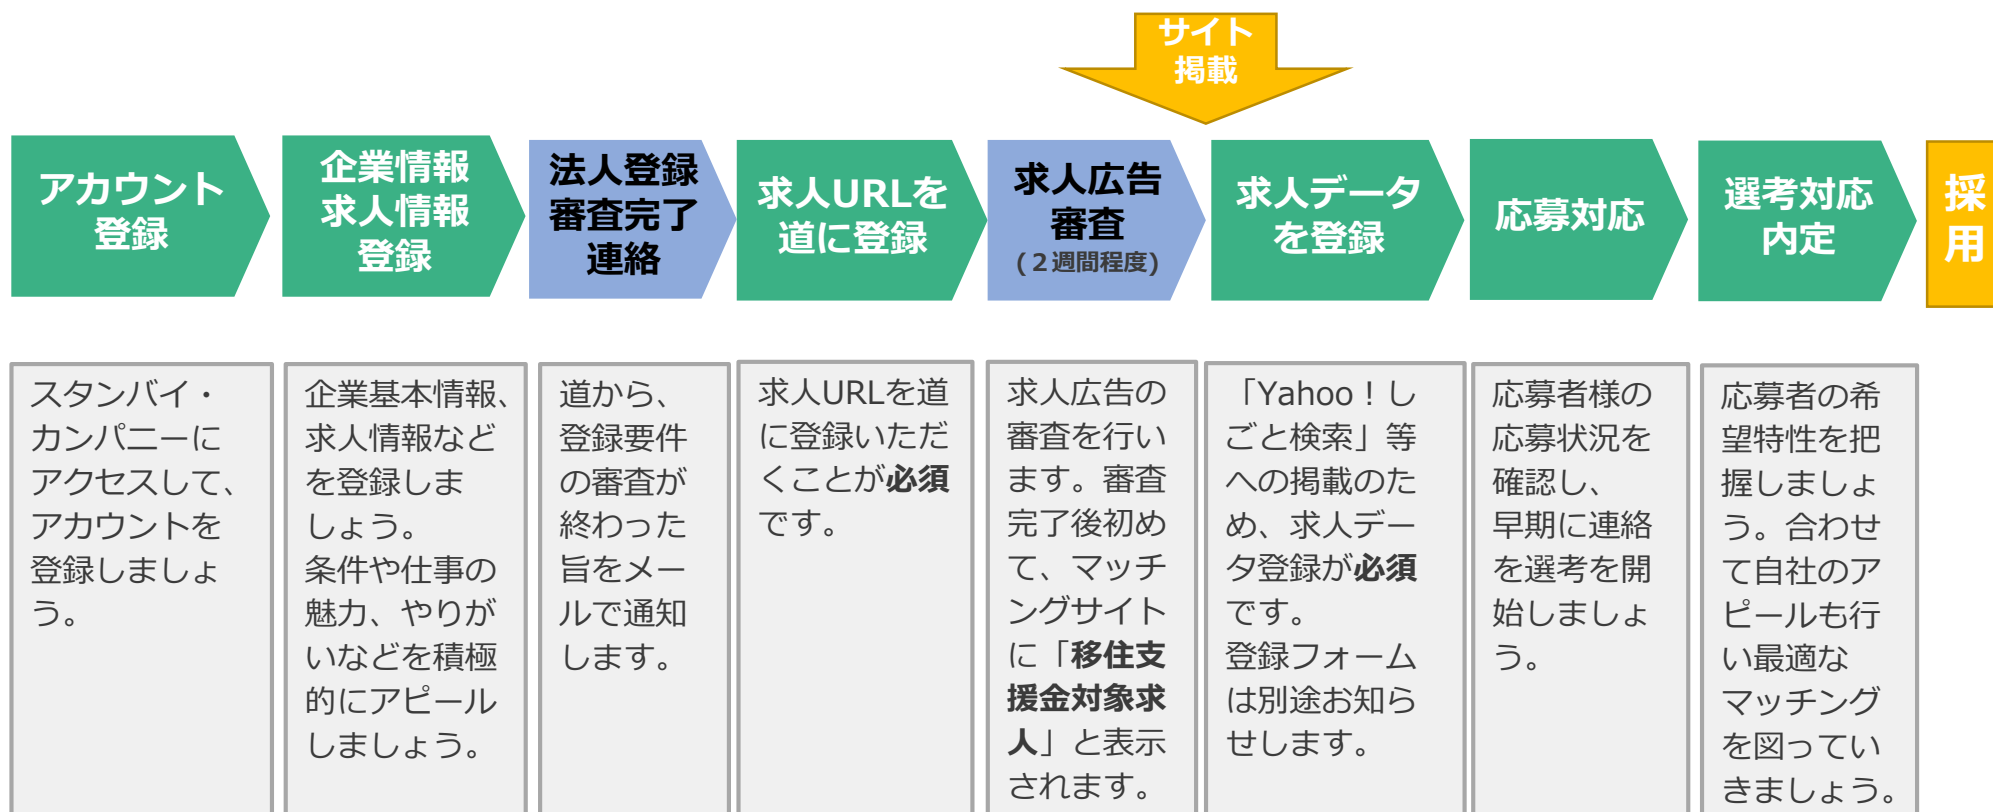 サイト
掲載
アカウント
登録
企業情報
求人情報
登録
法人登録
審査完了
連絡
求人URLを
道に登録
求人広告
審査
(２週間程度)
求人データ
を登録
応募対応
選考対応
内定
採
用
スタンバイ・
カンパニーに
アクセスして、
アカウントを
登録しましょ
う。
企業基本情報、
求人情報など
を登録しま
しょう。
条件や仕事の
魅力、やりが
いなどを積極
的にアピール
しましょう。
道から、
登録要件
の審査が
終わった
旨をメー
ルで通知
します。
求人URLを道
に登録いただ
くことが必須
です。
求人広告の
審査を行い
ます。審査
完了後初め
て、マッチ
ングサイト
に「移住支
援金対象求
人」と表示
されます。
「Yahoo！し
ごと検索」等
への掲載のた
め、求人デー
タ登録が必須
です。
登録フォーム
は別途お知ら
せします。
応募者様の
応募状況を
確認し、
早期に連絡
を選考を開
始しましょ
う。
応募者の希
望特性を把
握しましょ
う。合わせ
て自社のア
ピールも行
い最適な
マッチング
を図ってい
きましょう。